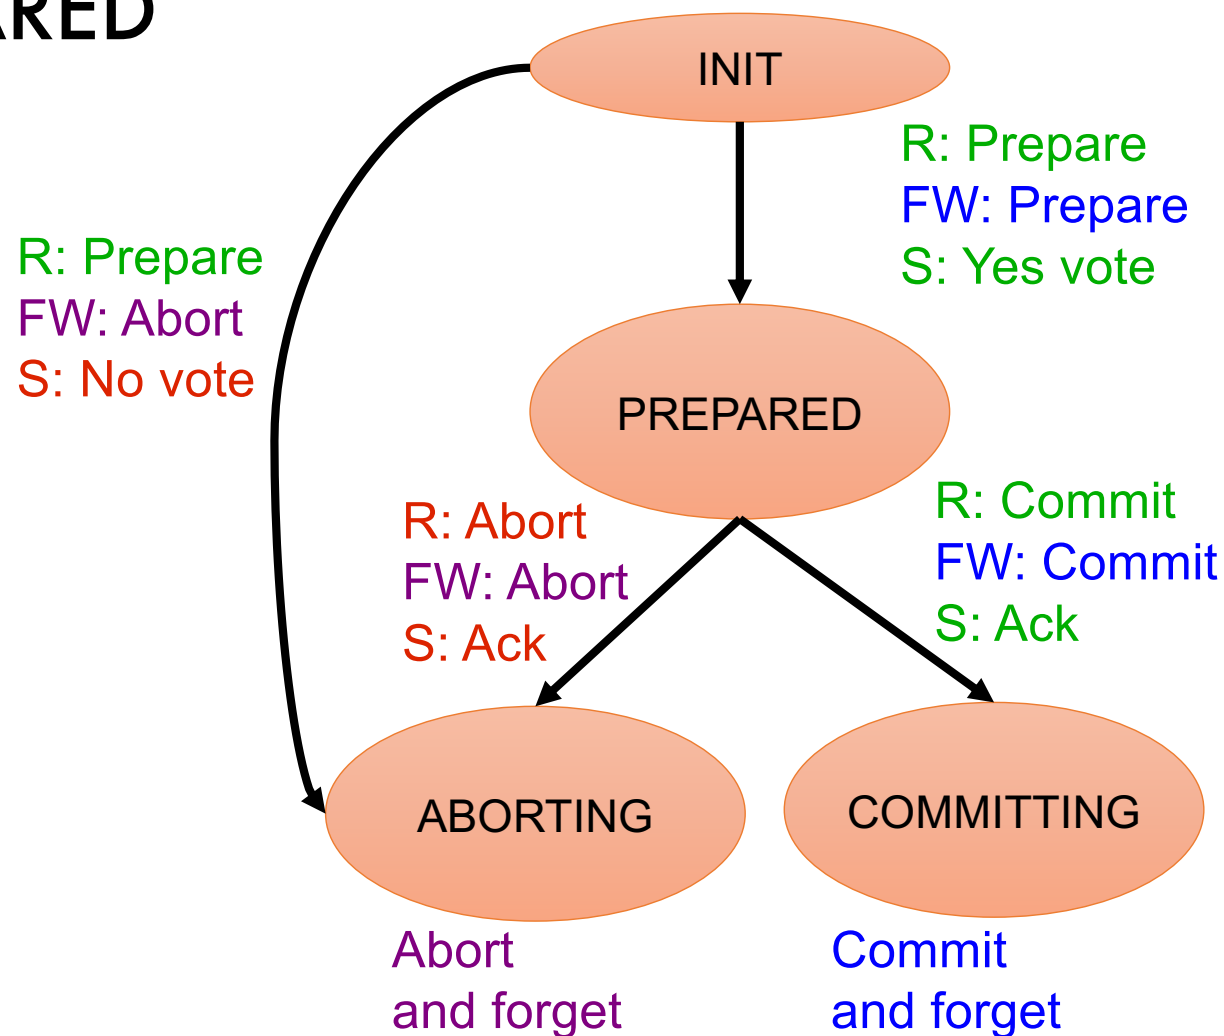 INIT
R: Prepare
FW: Prepare
S: Yes vote
R: Prepare
FW: Abort
S: No vote
PREPARED
R: Abort
FW: Abort
S: Ack
R: Commit
FW: Commit
S: Ack
ABORTING
COMMITTING
Abort
and forget
Commit
and forget